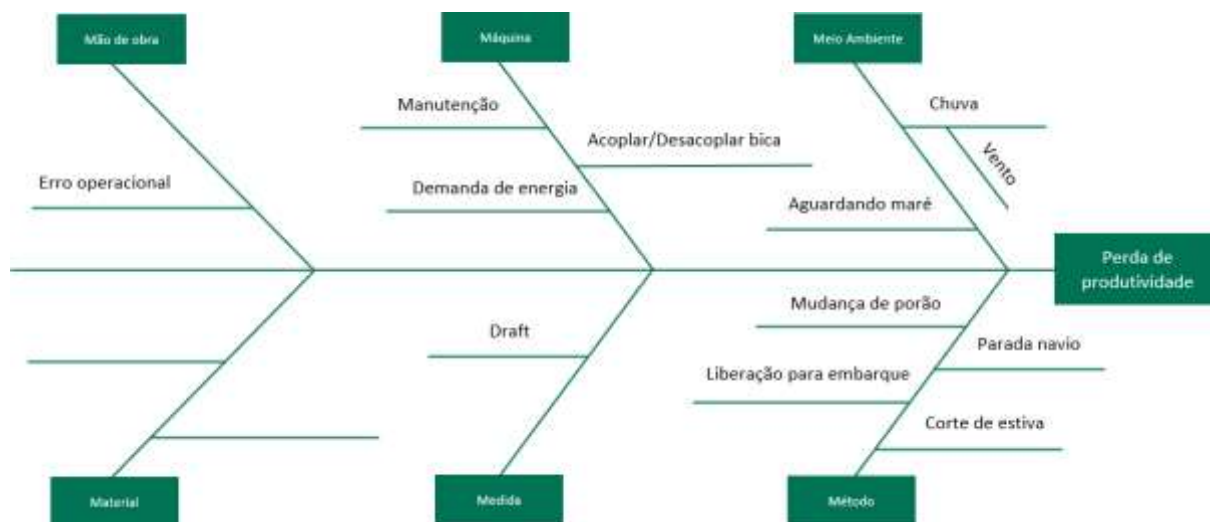 Mão de obra
Máquina
Meio Ambiente
Manutenção
Chuva
Acoplar/Desacoplar bica
Vento
Erro operacional
Demanda de energia
Aguardando maré
Perda de
produtividade
Mudança de porão
Draft
Parada navio
Liberação para embarque
Corte de estiva
Material
Medida
Método